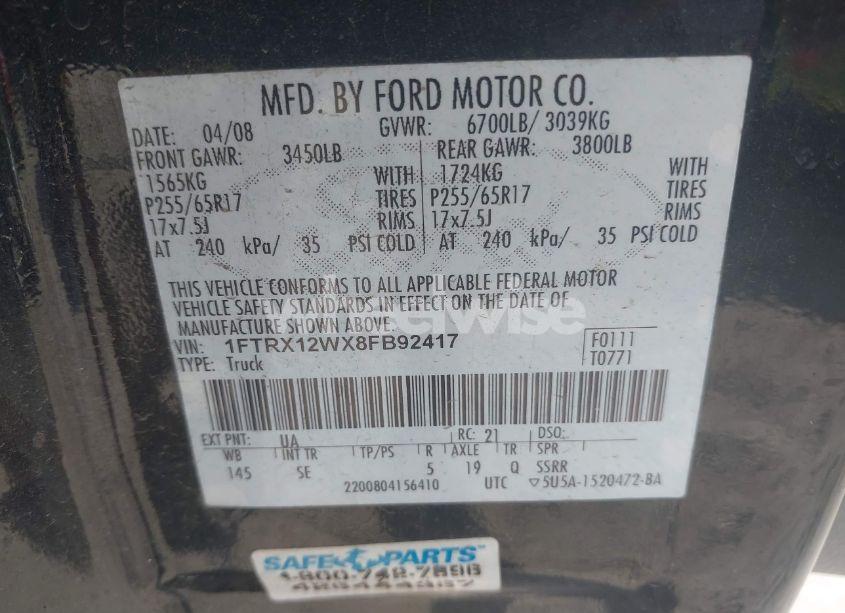 MFD. BY FORD MOTOR CO.
DATE: 04/08 GVWR: 6700LB/ 3039KG
FRONT GAWR: 3450LB REAR GAWR: 3800LB
1565KG WITH 1724KG WITH
P255/65R17 TIRES P255/65R17 TIRES
17x7.5J RIMS 17x7.5J RIMS
AT 240 kPa/ 35 PSI COLD AT 240 kPa/ 35 PSI COLD
THIS VEHICLE CONFORMS TO ALL APPLICABLE FEDERAL MOTOR
VEHICLE SAFETY STANDARDS IN EFFECT ON THE DATE OF
MANUFACTURE SHOWN ABOVE
VIN: 1FTRX12WX8FB92417 F0111
TYPE: Truck T0771
EXT PNT: UA RC: 21 DSO:
WB INT TR TP/PS R AXLE TR SPR
145 SE 5 19 Q SSRR
2200804156410 UTC ▽5U5A-1520472-BA
SAFE PARTS
1-800-748-7898